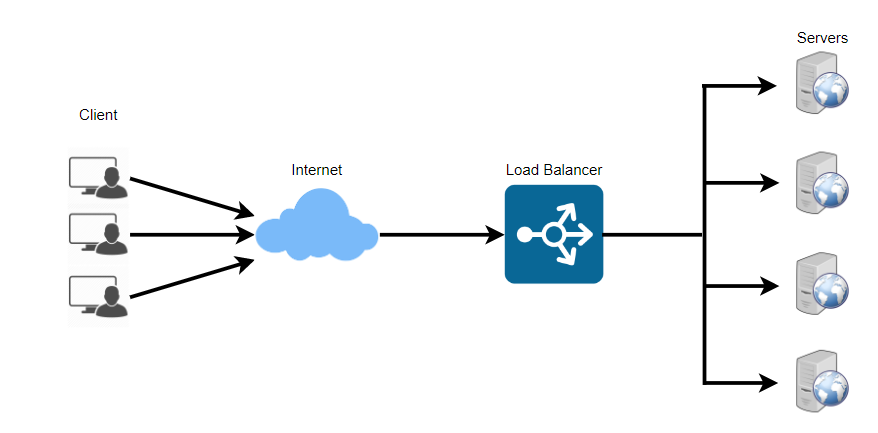 Client
Internet
Load Balancer
Servers